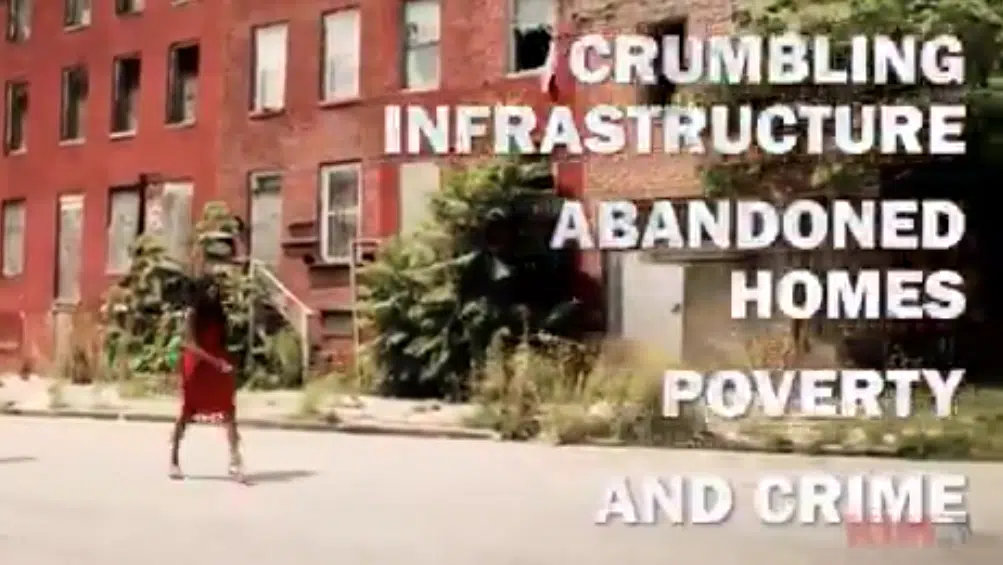 CRUMBLING
INFRASTRUCTURE
ABANDONED
HOMES
POVERTY
AND CRIME